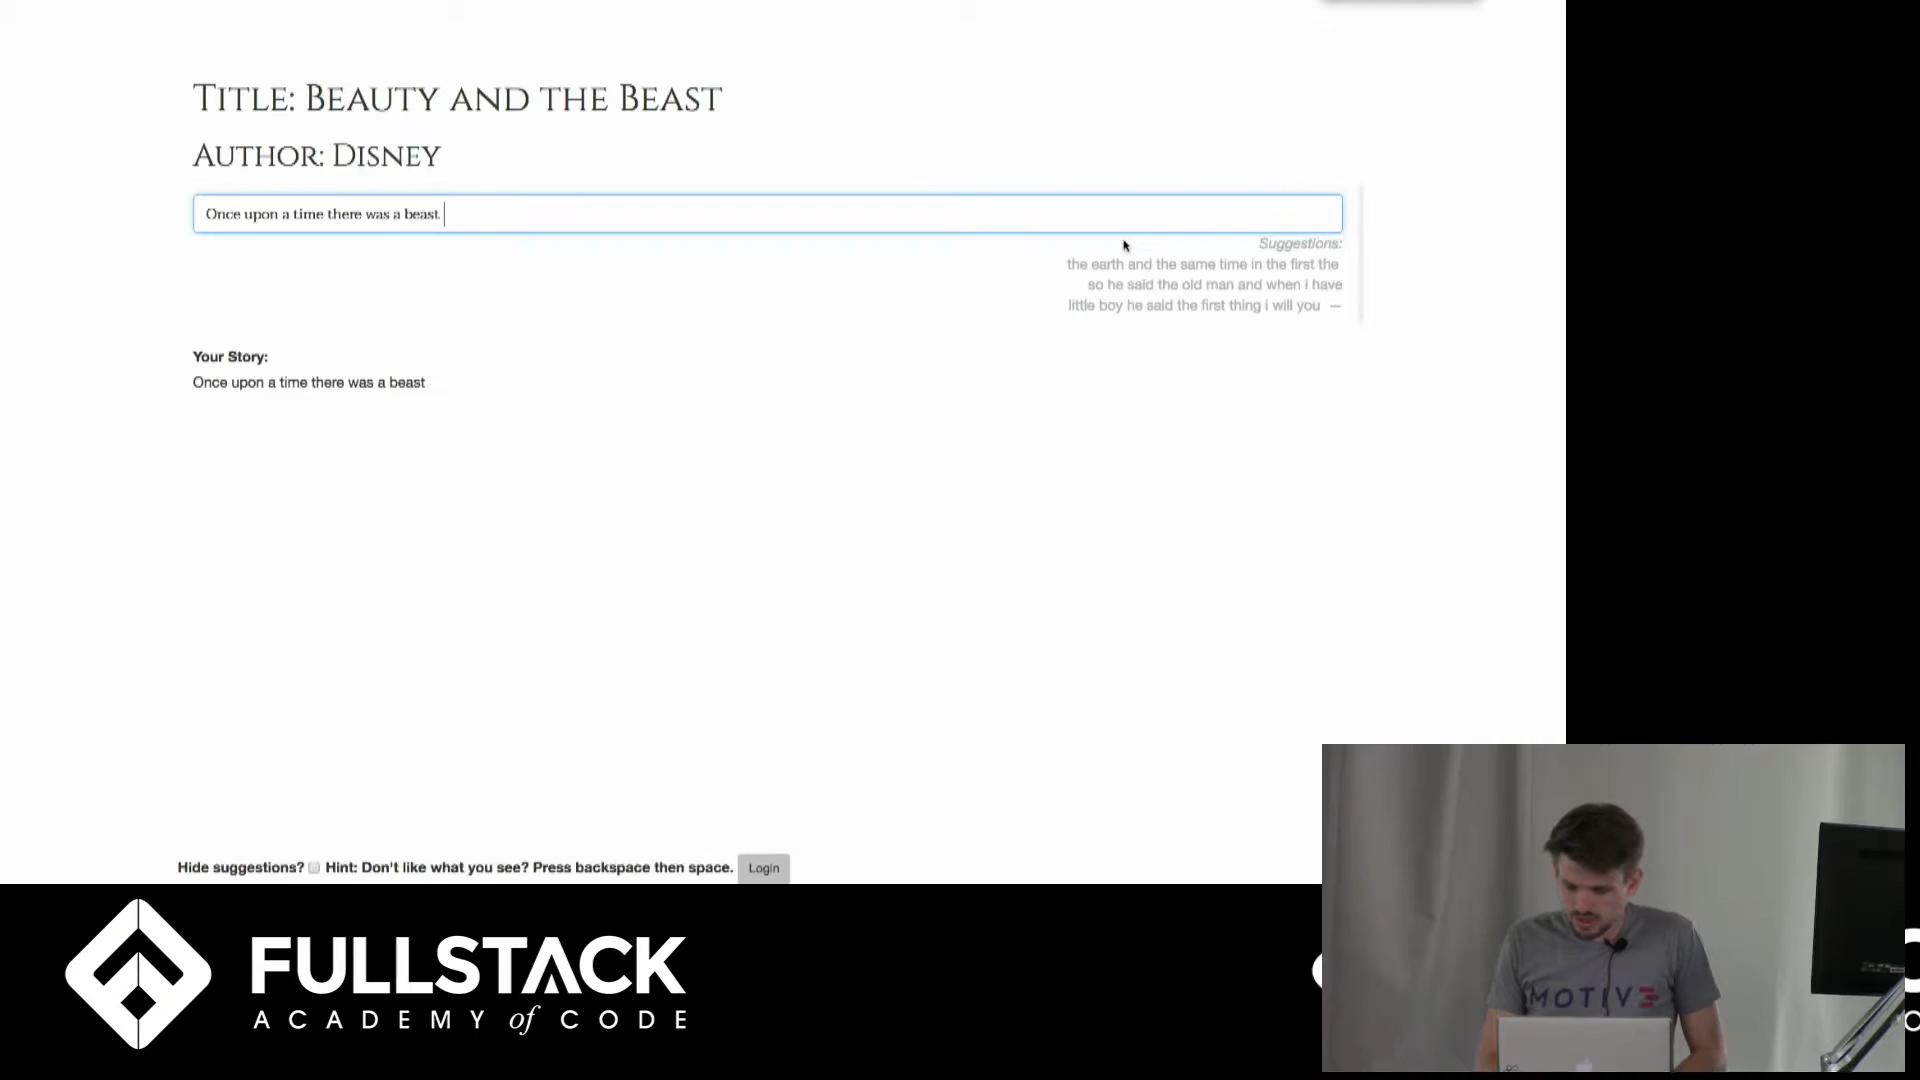 Title: Beauty and the Beast
Author: Disney
Once upon a time there was a beast
Suggestions:
the earth and the same time in the first the
so he said the old man and when i have
little boy he said the first thing i will you —
Your Story:
Once upon a time there was a beast
Hide suggestions? Hint: Don't like what you see? Press backspace then space. Login
FULLSTACK
ACADEMY of CODE
MOTIV